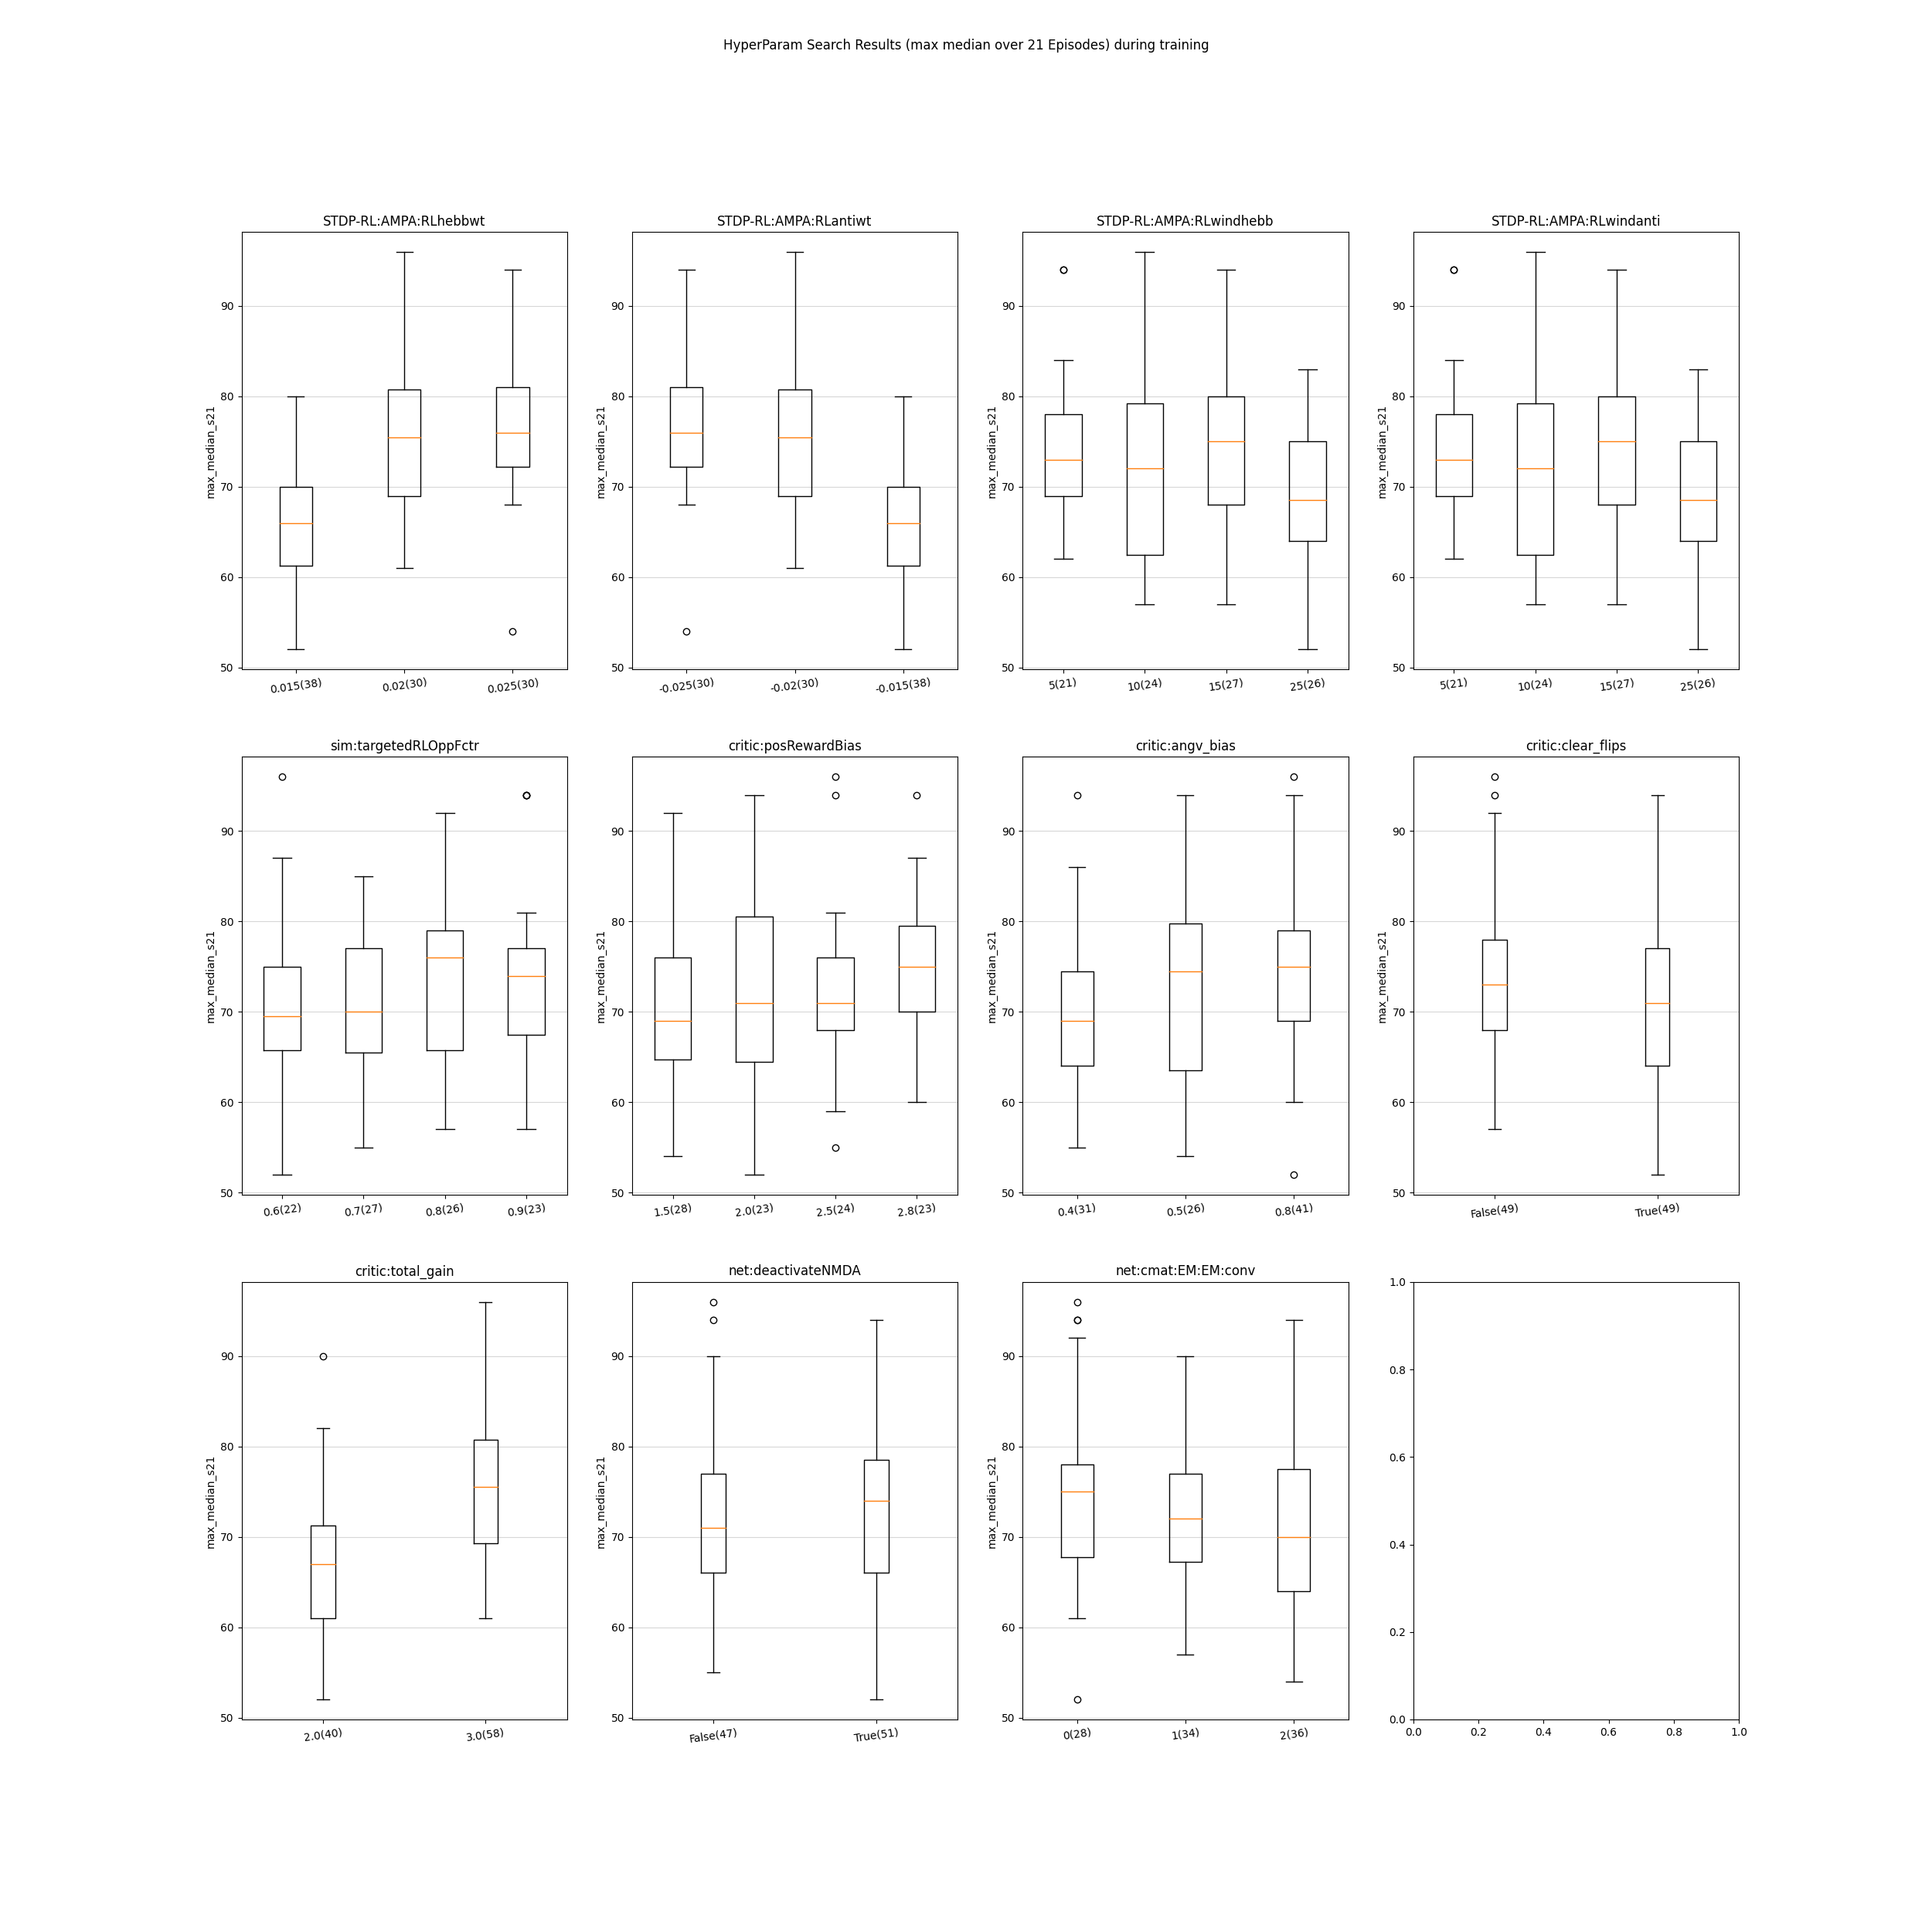 HyperParam Search Results (max median over 21 Episodes) during training
STDP-RL:AMPA:RLhebbwt
max_median_s21
90
80
70
60
50
0.015(38) 0.02(30) 0.025(30)
STDP-RL:AMPA:RLantiwt
max_median_s21
90
80
70
60
50
-0.025(30) -0.02(30) -0.015(38)
STDP-RL:AMPA:RLwindhebb
max_median_s21
90
80
70
60
50
5(21) 10(24) 15(27) 25(26)
STDP-RL:AMPA:RLwindanti
max_median_s21
90
80
70
60
50
5(21) 10(24) 15(27) 25(26)
sim:targetedRLOppFctr
max_median_s21
90
80
70
60
50
0.6(22) 0.7(27) 0.8(26) 0.9(23)
critic:posRewardBias
max_median_s21
90
80
70
60
50
1.5(28) 2.0(23) 2.5(24) 2.8(23)
critic:angv_bias
max_median_s21
90
80
70
60
50
0.4(31) 0.5(26) 0.8(41)
critic:clear_flips
max_median_s21
90
80
70
60
50
False(49) True(49)
critic:total_gain
max_median_s21
90
80
70
60
50
2.0(40) 3.0(58)
net:deactivateNMDA
max_median_s21
90
80
70
60
50
False(47) True(51)
net:cmat:EM:EM:conv
max_median_s21
90
80
70
60
50
0(28) 1(34) 2(36)
1.0
0.8
0.6
0.4
0.2
0.0
0.0 0.2 0.4 0.6 0.8 1.0